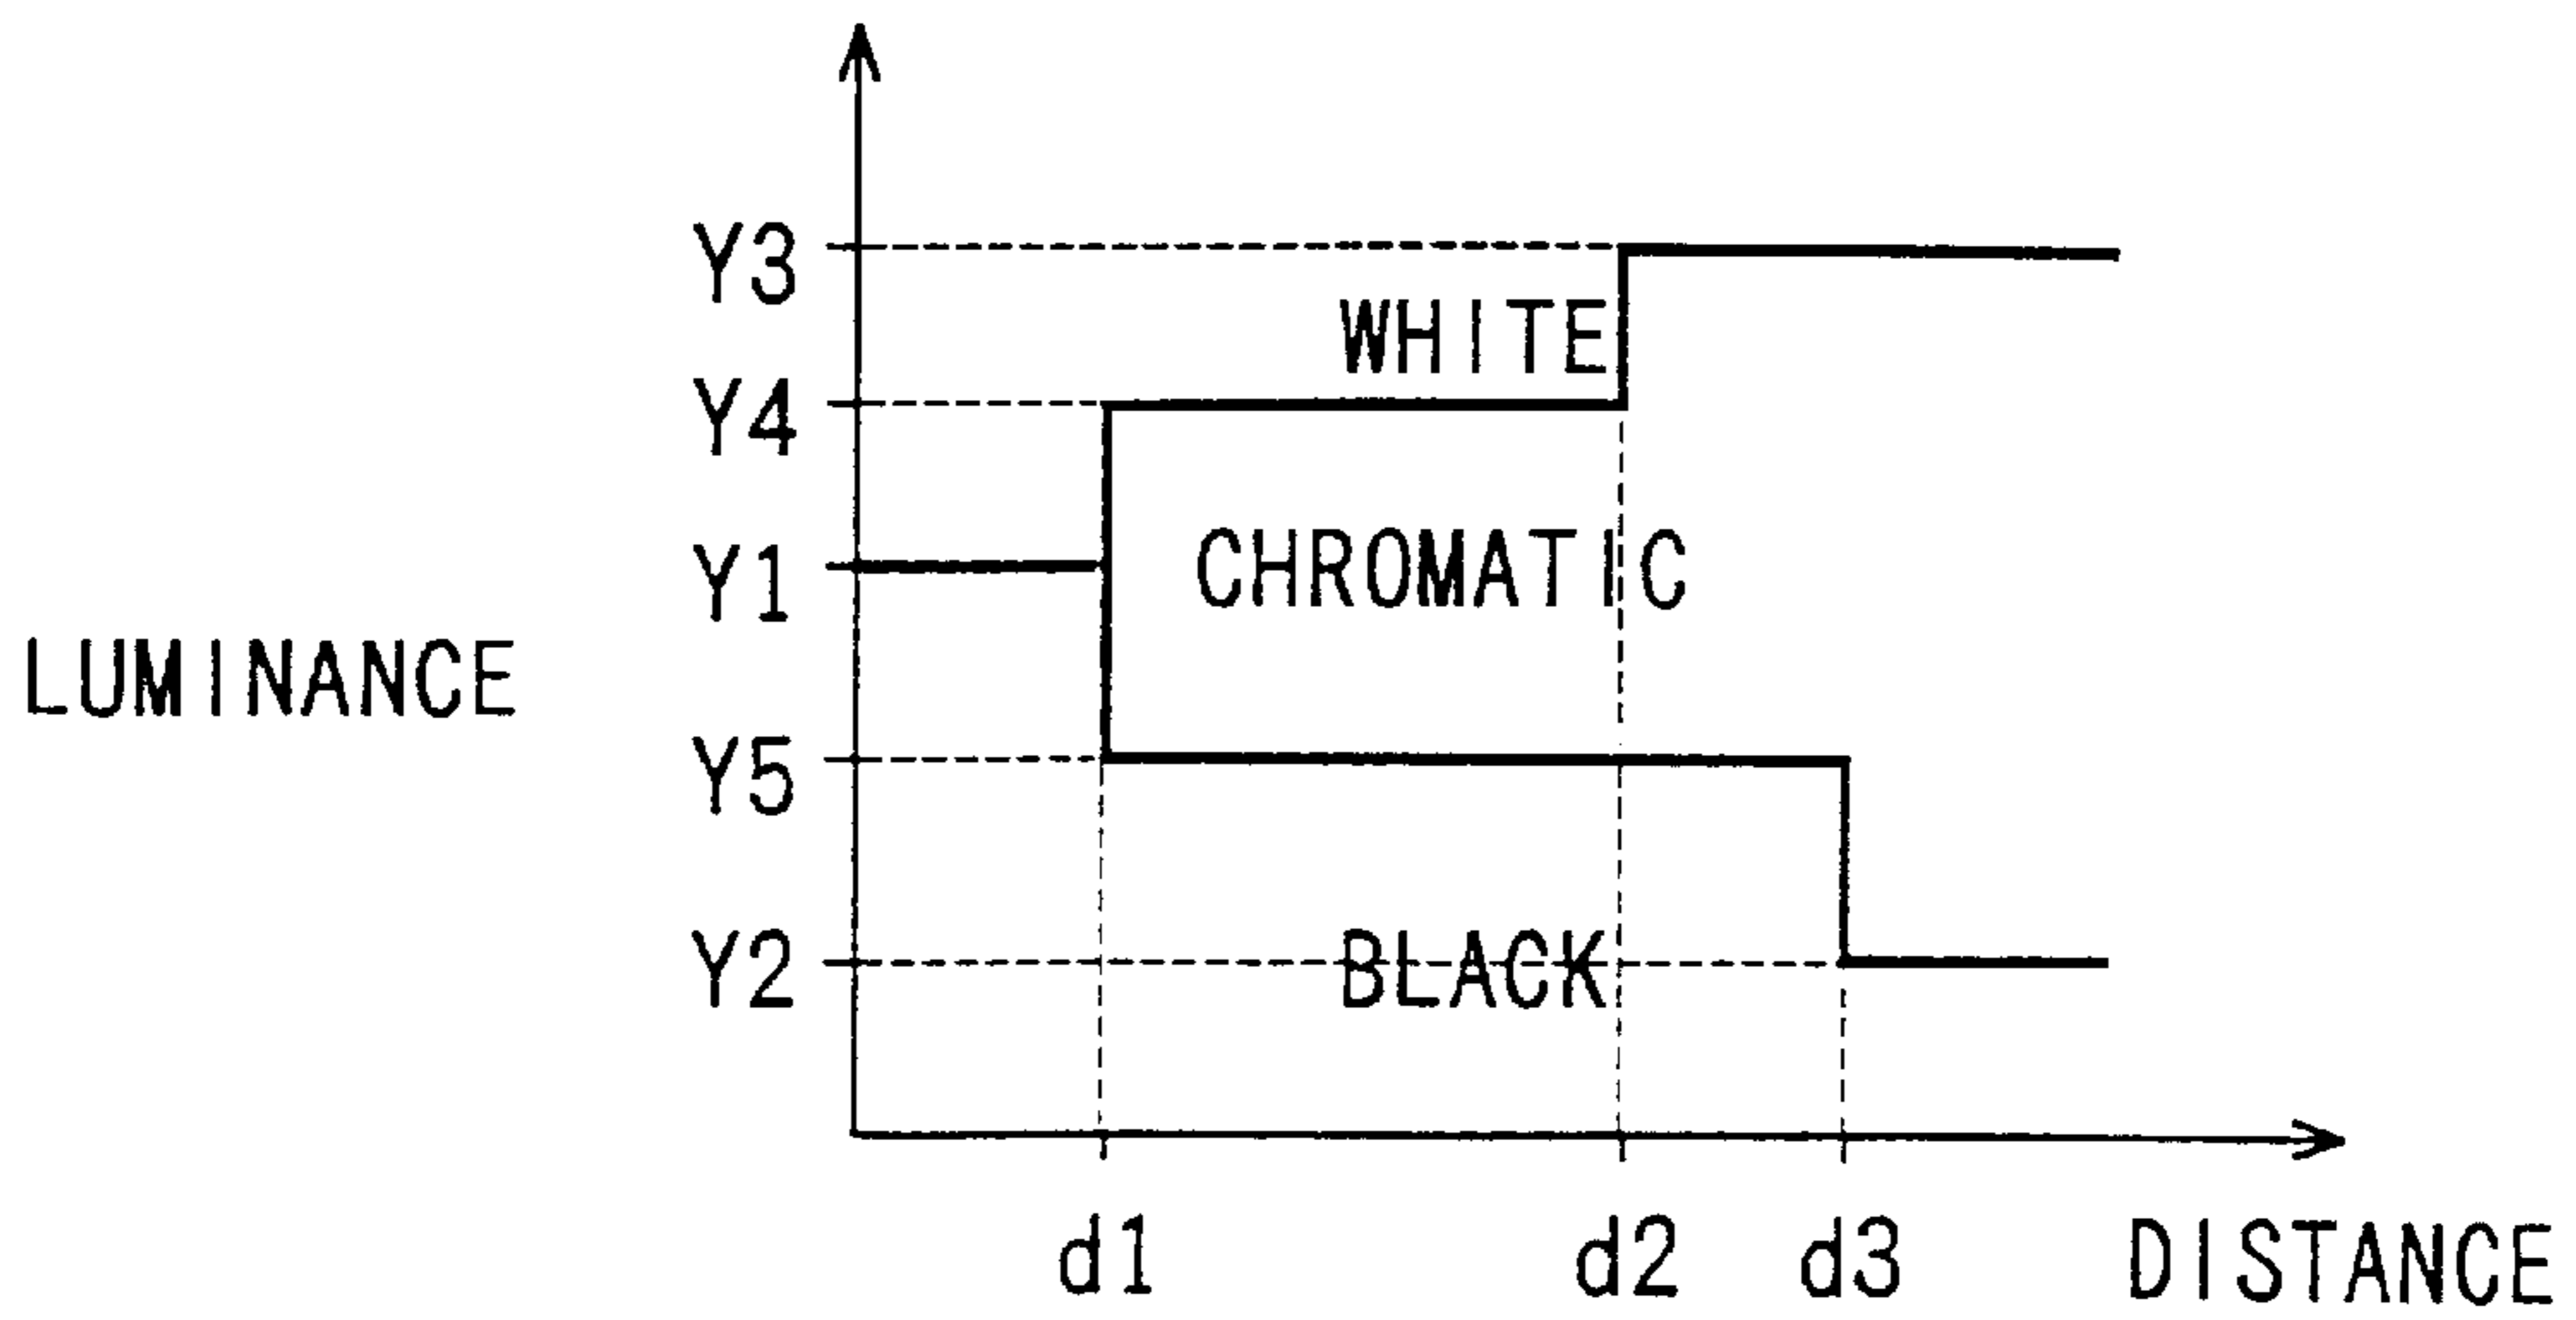 Y3
WHITE
Y4
Y1
CHROMATIC
LUMINANCE
Y5
Y2
BLACK
d1 d2 d3 DISTANCE